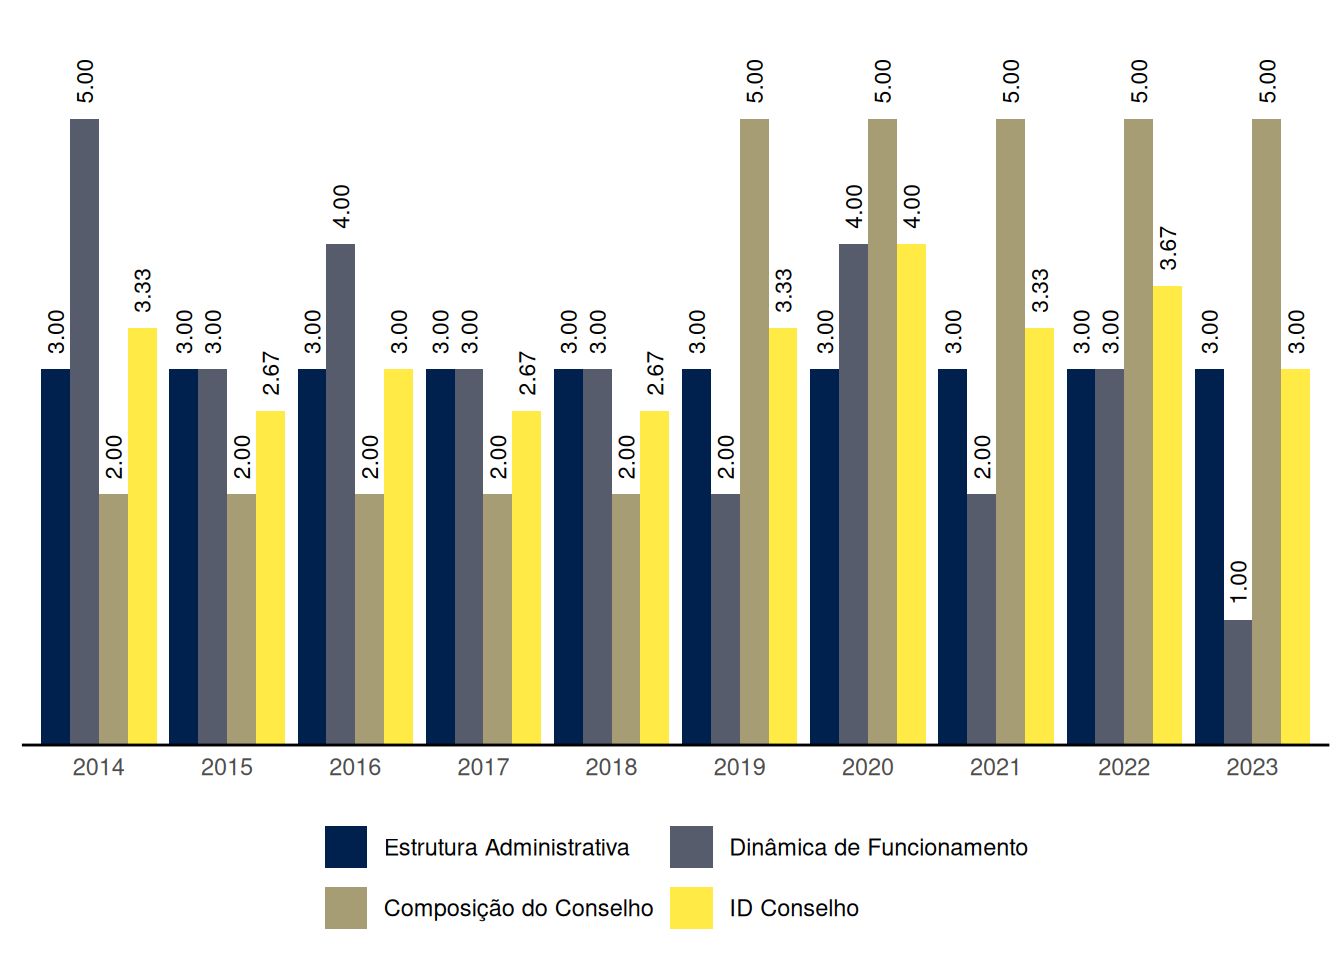 3.00 5.00 2.00 3.33
3.00 3.00 2.00 2.67
3.00 4.00 2.00 3.00
3.00 3.00 2.00 2.67
3.00 3.00 2.00 2.67
3.00 2.00 5.00 3.33
3.00 4.00 5.00 4.00
3.00 2.00 5.00 3.33
3.00 3.00 5.00 3.67
3.00 1.00 5.00 3.00
2014 2015 2016 2017 2018 2019 2020 2021 2022 2023
Estrutura Administrativa Dinâmica de Funcionamento
Composição do Conselho ID Conselho